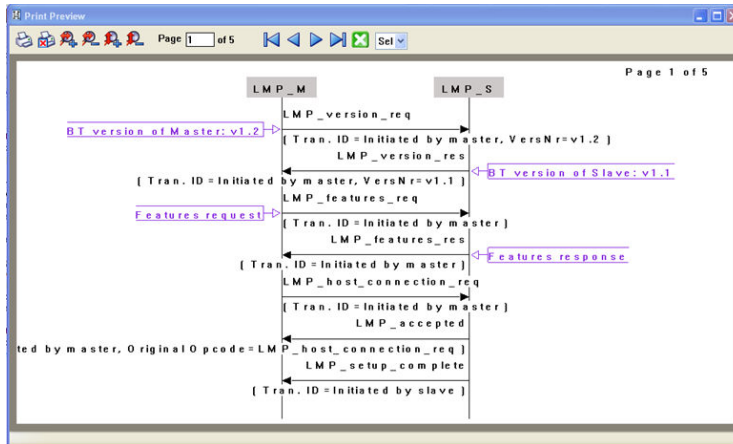 Print Preview
Page 1 of 5 Sel
Page 1 of 5
LMP_M LMP_S
LMP_version_req
BT version of Master: v1.2
( Tran. ID = Initiated by master, VersNr=v1.2 )
LMP_version_res
BT version of Slave: v1.1
( Tran. ID = Initiated by master, VersNr=v1.1 )
LMP_features_req
Features request
( Tran. ID = Initiated by master )
LMP_features_res
Features response
( Tran. ID = Initiated by master )
LMP_host_connection_req
( Tran. ID = Initiated by master )
LMP_accepted
ted by master, Original Opcode=LMP_host_connection_req )
LMP_setup_complete
( Tran. ID = Initiated by slave )